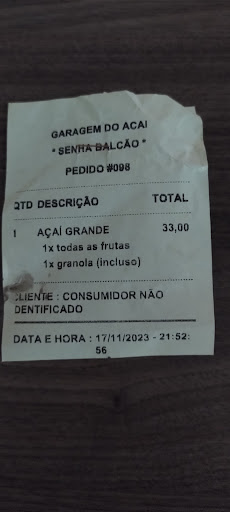 GARAGEM DO ACAI
* SENHA BALCÃO *
PEDIDO #098
QTD DESCRIÇÃO TOTAL
1 AÇAÍ GRANDE 33,00
1x todas as frutas
1x granola (incluso)
CLIENTE : CONSUMIDOR NÃO
IDENTIFICADO
DATA E HORA : 17/11/2023 - 21:52:
56